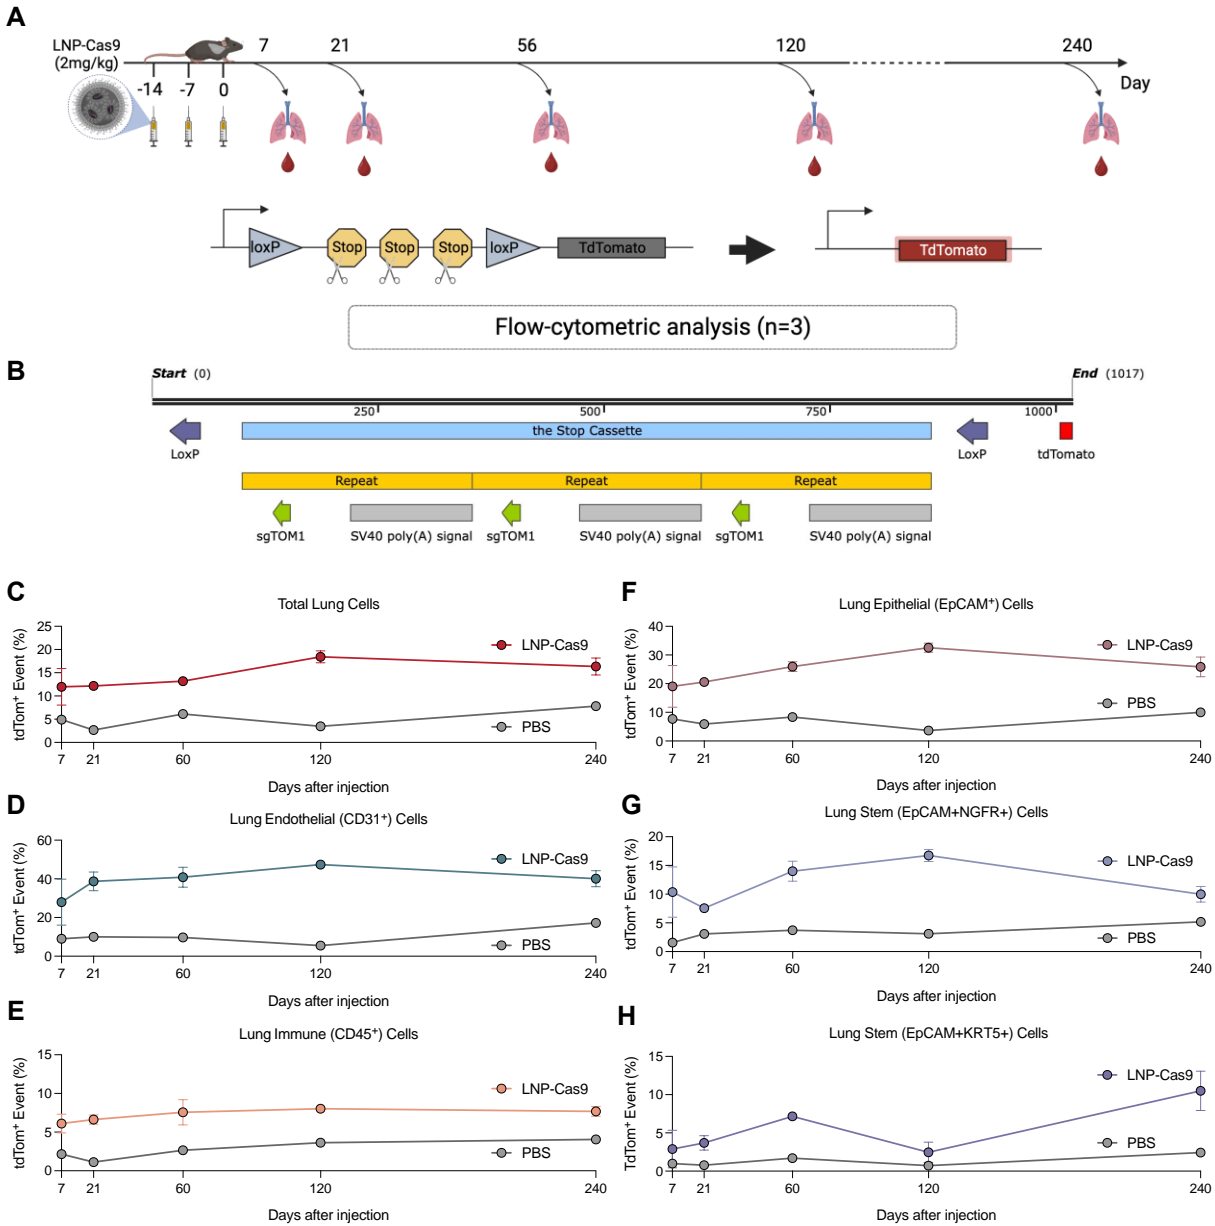 A
LNP-Cas9
(2mg/kg)
7
21
56
120
240
-14
-7
0
Day
loxP
Stop
Stop
Stop
loxP
TdTomato
TdTomato
Flow-cytometric analysis (n=3)
B
Start (0)
End (1017)
250
500
750
1000
the Stop Cassette
LoxP
LoxP
tdTomato
Repeat
Repeat
Repeat
sgTOM1
SV40 poly(A) signal
sgTOM1
SV40 poly(A) signal
sgTOM1
SV40 poly(A) signal
C
Total Lung Cells
tdTom⁺ Event (%)
25
20
15
10
5
0
LNP-Cas9
PBS
7
21
60
120
240
Days after injection
D
Lung Endothelial (CD31⁺) Cells
tdTom⁺ Event (%)
60
40
20
0
LNP-Cas9
PBS
7
21
60
120
240
Days after injection
E
Lung Immune (CD45⁺) Cells
tdTom⁺ Event (%)
15
10
5
0
LNP-Cas9
PBS
7
21
60
120
240
Days after injection
F
Lung Epithelial (EpCAM⁺) Cells
tdTom⁺ Event (%)
40
30
20
10
0
LNP-Cas9
PBS
7
21
60
120
240
Days after injection
G
Lung Stem (EpCAM+NGFR+) Cells
tdTom⁺ Event (%)
20
15
10
5
0
LNP-Cas9
PBS
7
21
60
120
240
Days after injection
H
Lung Stem (EpCAM+KRT5+) Cells
TdTom⁺ Event (%)
15
10
5
0
LNP-Cas9
PBS
7
21
60
120
240
Days after injection